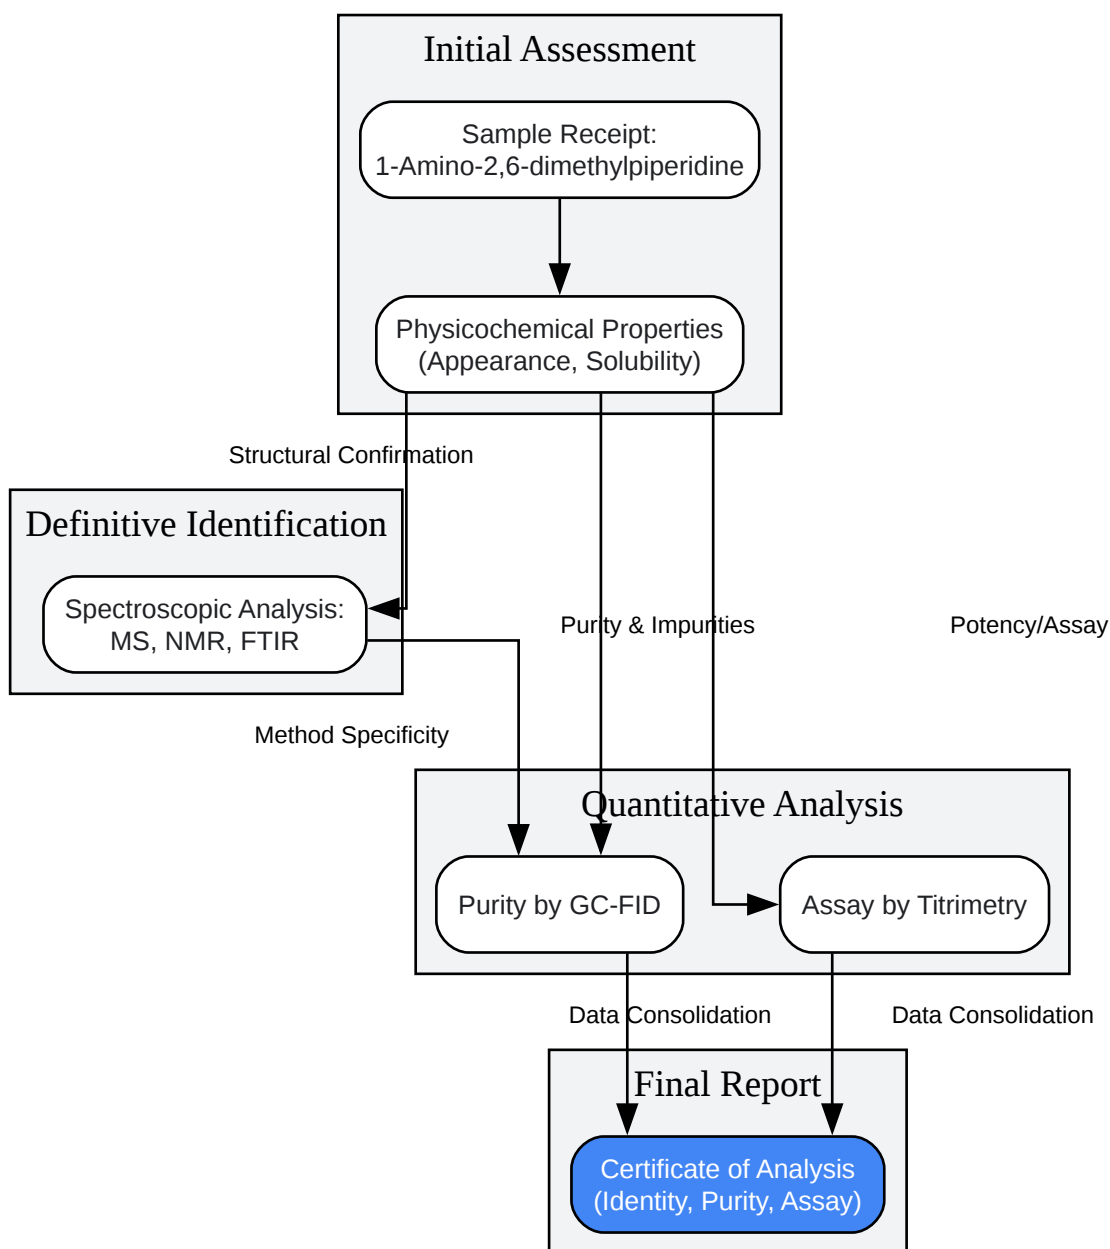 Initial Assessment
Sample Receipt:
1-Amino-2,6-dimethylpiperidine
Physicochemical Properties
(Appearance, Solubility)
Structural Confirmation
Definitive Identification
Spectroscopic Analysis:
MS, NMR, FTIR
Purity & Impurities
Potency/Assay
Method Specificity
Quantitative Analysis
Purity by GC-FID
Assay by Titrimetry
Data Consolidation
Data Consolidation
Final Report
Certificate of Analysis
(Identity, Purity, Assay)